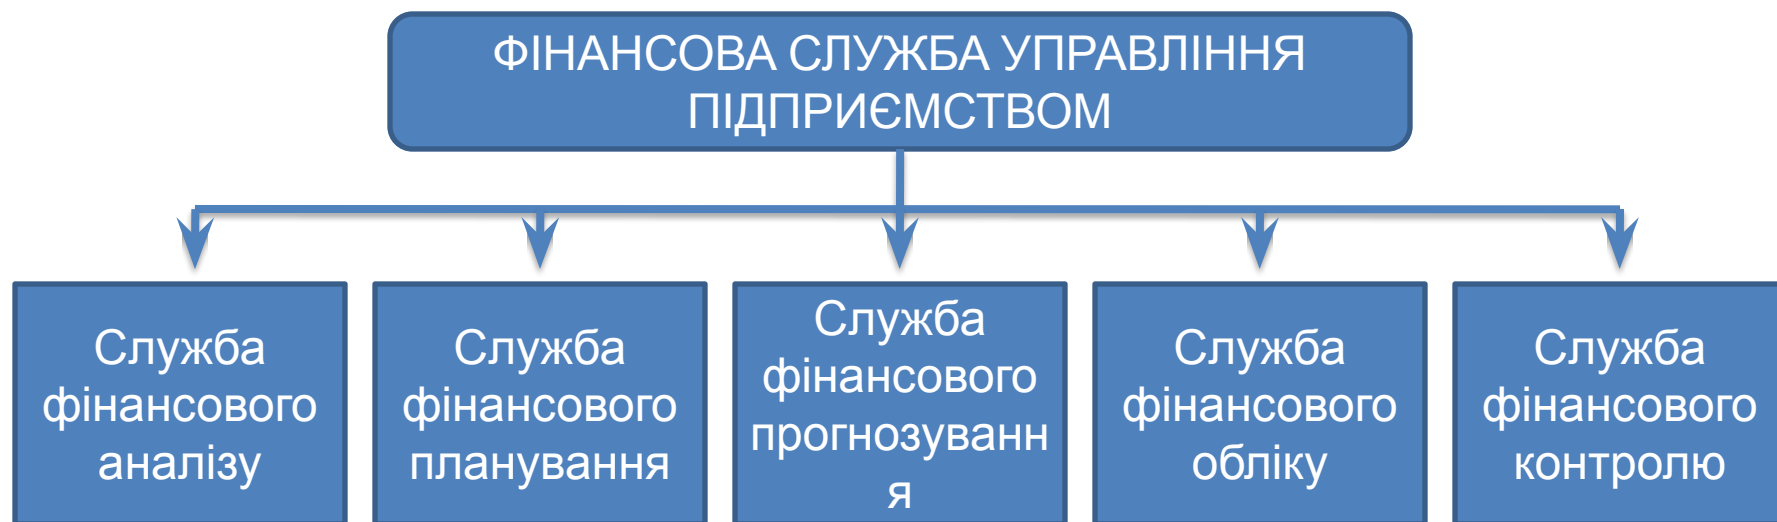 ФІНАНСОВА СЛУЖБА УПРАВЛІННЯ
ПІДПРИЄМСТВОМ
Служба
фінансового
аналізу
Служба
фінансового
планування
Служба
фінансового
прогнозуванн
я
Служба
фінансового
обліку
Служба
фінансового
контролю